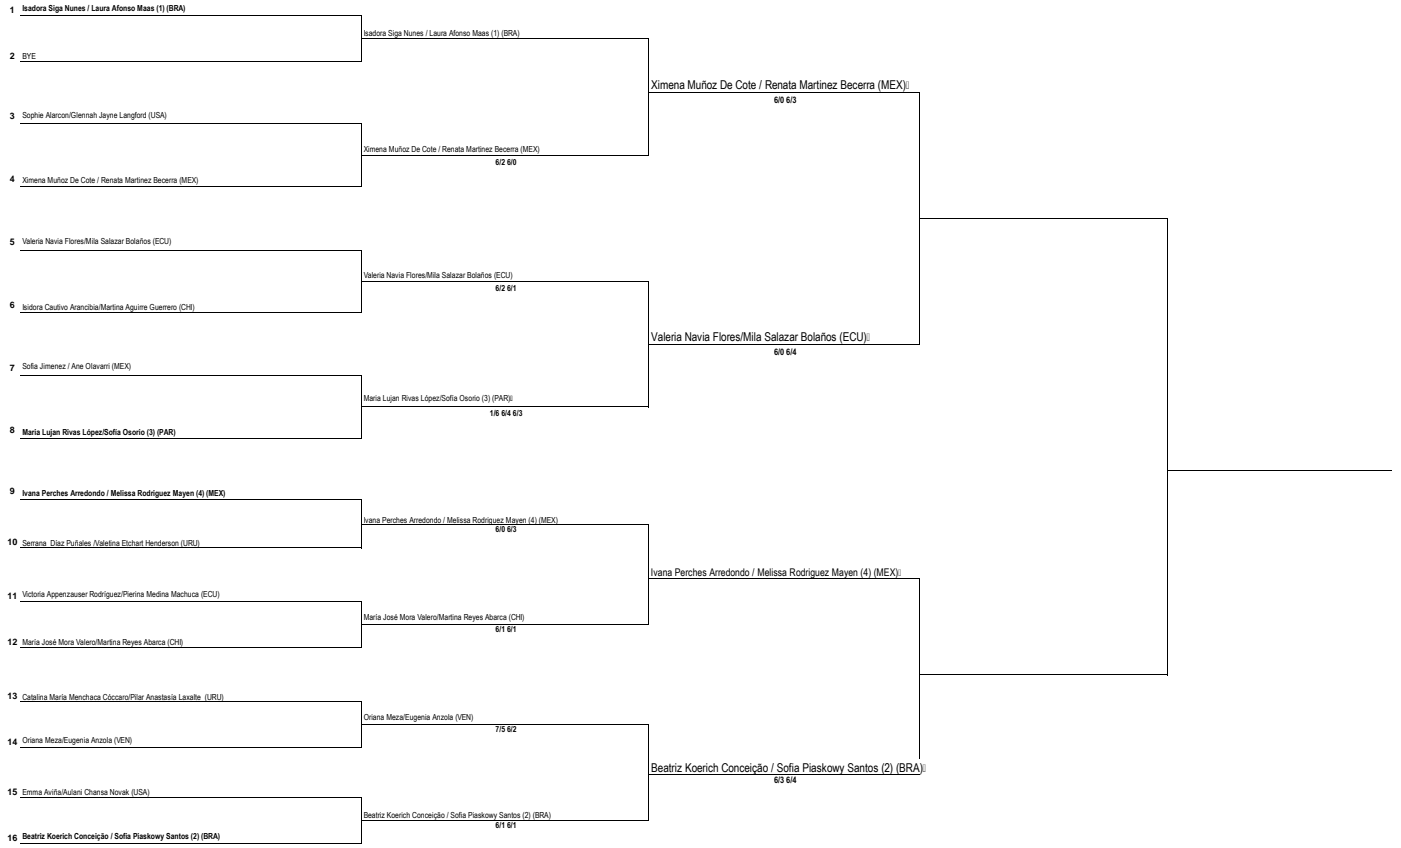 1 Isadora Siga Nunes / Laura Afonso Maas (1) (BRA)
Isadora Siga Nunes / Laura Afonso Maas (1) (BRA)
2 BYE
Ximena Muñoz De Cote / Renata Martinez Becerra (MEX)
6/0 6/3
3 Sophie Alarcon/Glennah Jayne Langford (USA)
Ximena Muñoz De Cote / Renata Martinez Becerra (MEX)
6/2 6/0
4 Ximena Muñoz De Cote / Renata Martinez Becerra (MEX)
5 Valeria Navia Flores/Mila Salazar Bolaños (ECU)
Valeria Navia Flores/Mila Salazar Bolaños (ECU)
6/2 6/1
6 Isidora Cautivo Arancibia/Martina Aguirre Guerrero (CHI)
Valeria Navia Flores/Mila Salazar Bolaños (ECU)
6/0 6/4
7 Sofia Jimenez / Ane Olavarri (MEX)
Maria Lujan Rivas López/Sofía Osorio (3) (PAR)
1/6 6/4 6/3
8 Maria Lujan Rivas López/Sofía Osorio (3) (PAR)
9 Ivana Perches Arredondo / Melissa Rodriguez Mayen (4) (MEX)
Ivana Perches Arredondo / Melissa Rodriguez Mayen (4) (MEX)
6/0 6/3
10 Serrana Díaz Puñales /Valetina Etchart Henderson (URU)
Ivana Perches Arredondo / Melissa Rodriguez Mayen (4) (MEX)
11 Victoria Appenzauser Rodríguez/Pierina Medina Machuca (ECU)
María José Mora Valero/Martina Reyes Abarca (CHI)
6/1 6/1
12 María José Mora Valero/Martina Reyes Abarca (CHI)
13 Catalina María Menchaca Cóccaro/Pilar Anastasía Laxalte (URU)
Oriana Meza/Eugenia Anzola (VEN)
7/5 6/2
14 Oriana Meza/Eugenia Anzola (VEN)
Beatriz Koerich Conceição / Sofia Piaskowy Santos (2) (BRA)
6/3 6/4
15 Emma Aviña/Aulani Chansa Novak (USA)
Beatriz Koerich Conceição / Sofia Piaskowy Santos (2) (BRA)
6/1 6/1
16 Beatriz Koerich Conceição / Sofia Piaskowy Santos (2) (BRA)